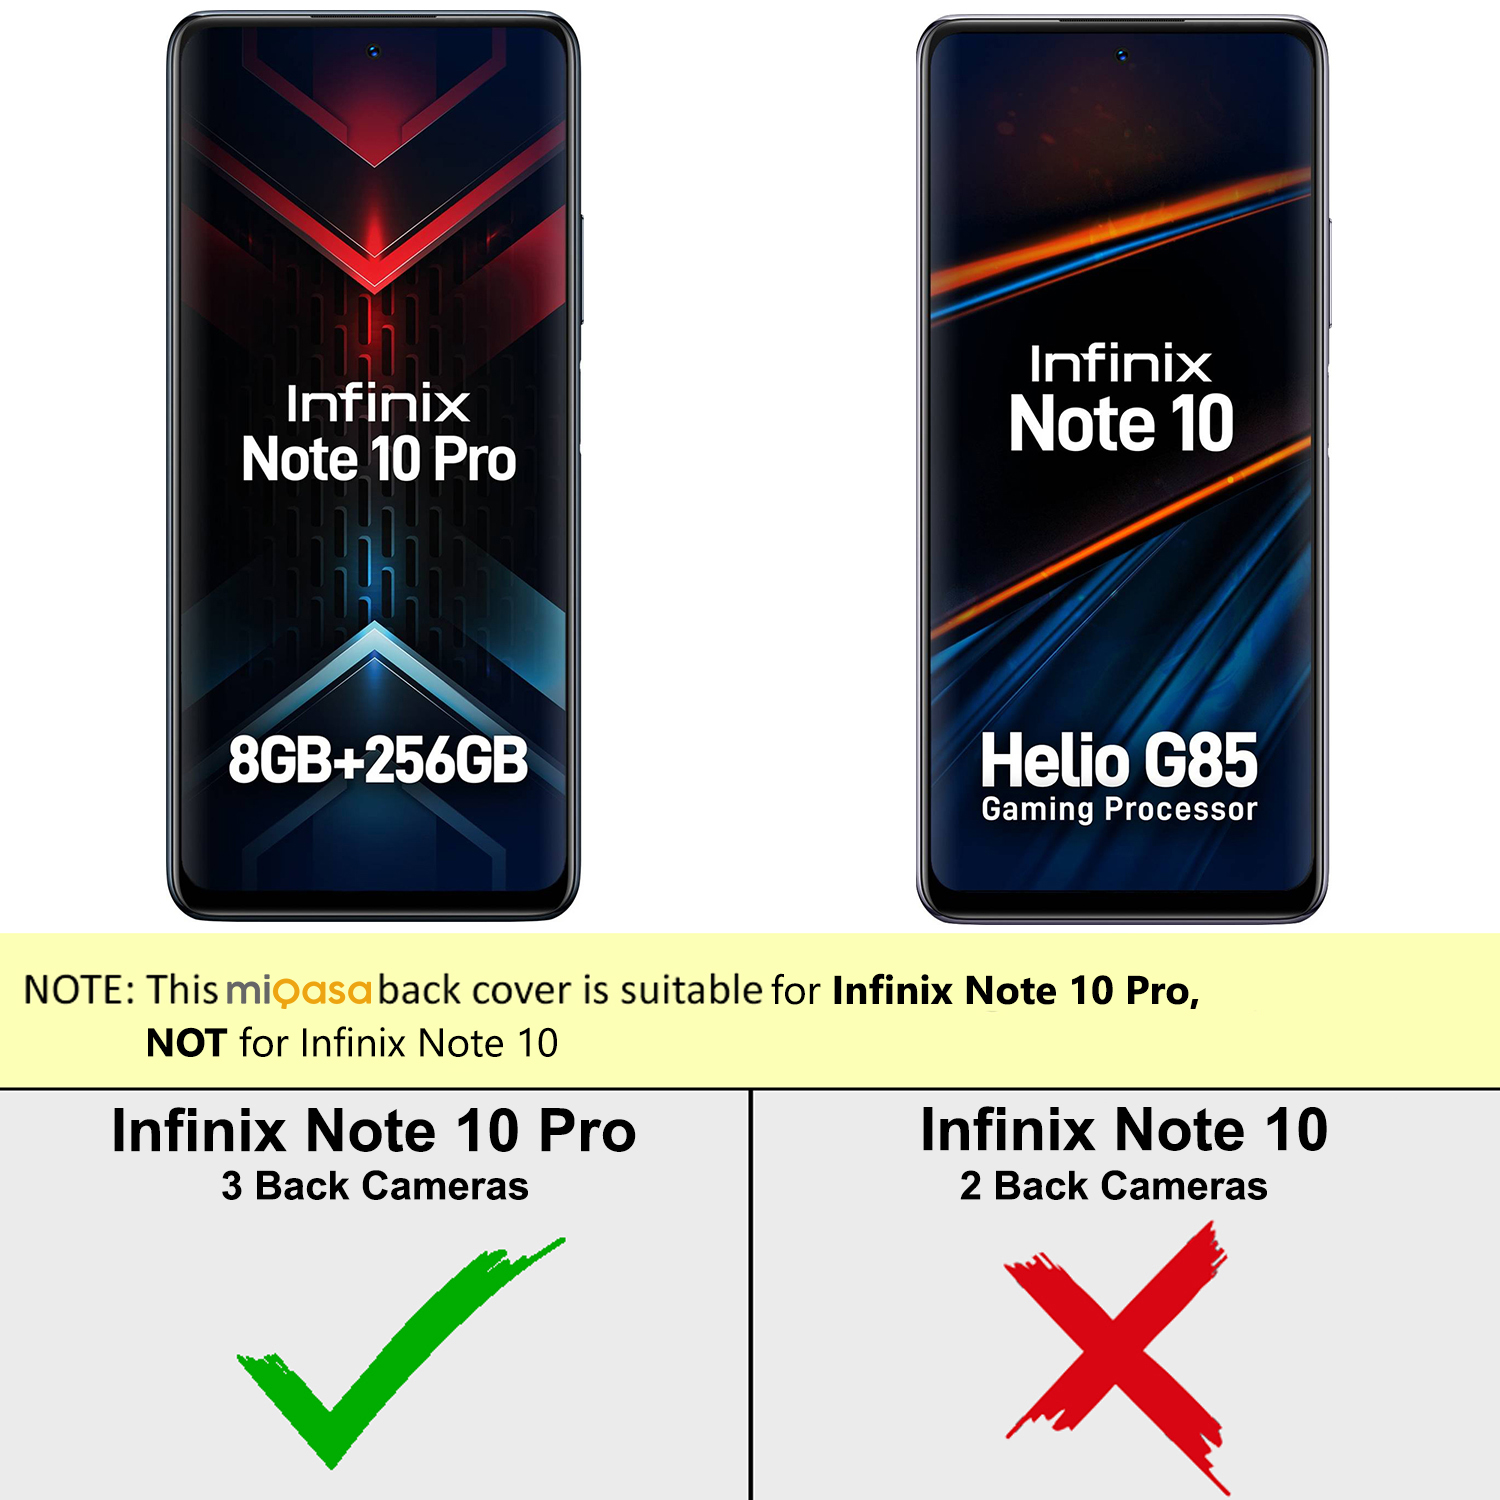 Infinix
Note 10 Pro
8GB+256GB
Infinix
Note 10
Helio G85
Gaming Processor
NOTE: This miqasa back cover is suitable for Infinix Note 10 Pro,
NOT for Infinix Note 10
Infinix Note 10 Pro
3 Back Cameras
Infinix Note 10
2 Back Cameras